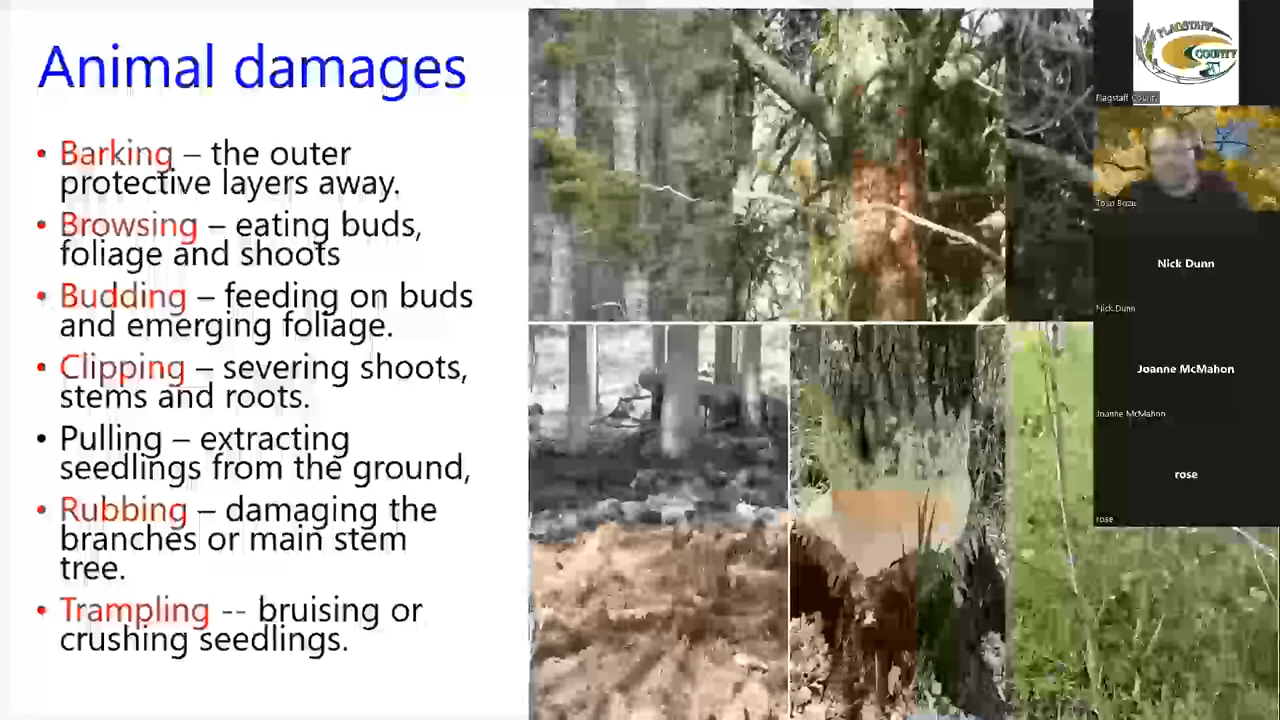 Animal damages
• Barking – the outer
protective layers away.
• Browsing – eating buds,
foliage and shoots
• Budding – feeding on buds
and emerging foliage.
• Clipping – severing shoots,
stems and roots.
• Pulling – extracting
seedlings from the ground,
• Rubbing – damaging the
branches or main stem
tree.
• Trampling -- bruising or
crushing seedlings.
FLAGSTAFF
COUNTY
Flagstaff County
Nick Dunn
Nick Dunn
Joanne McMahon
Joanne McMahon
rose
rose